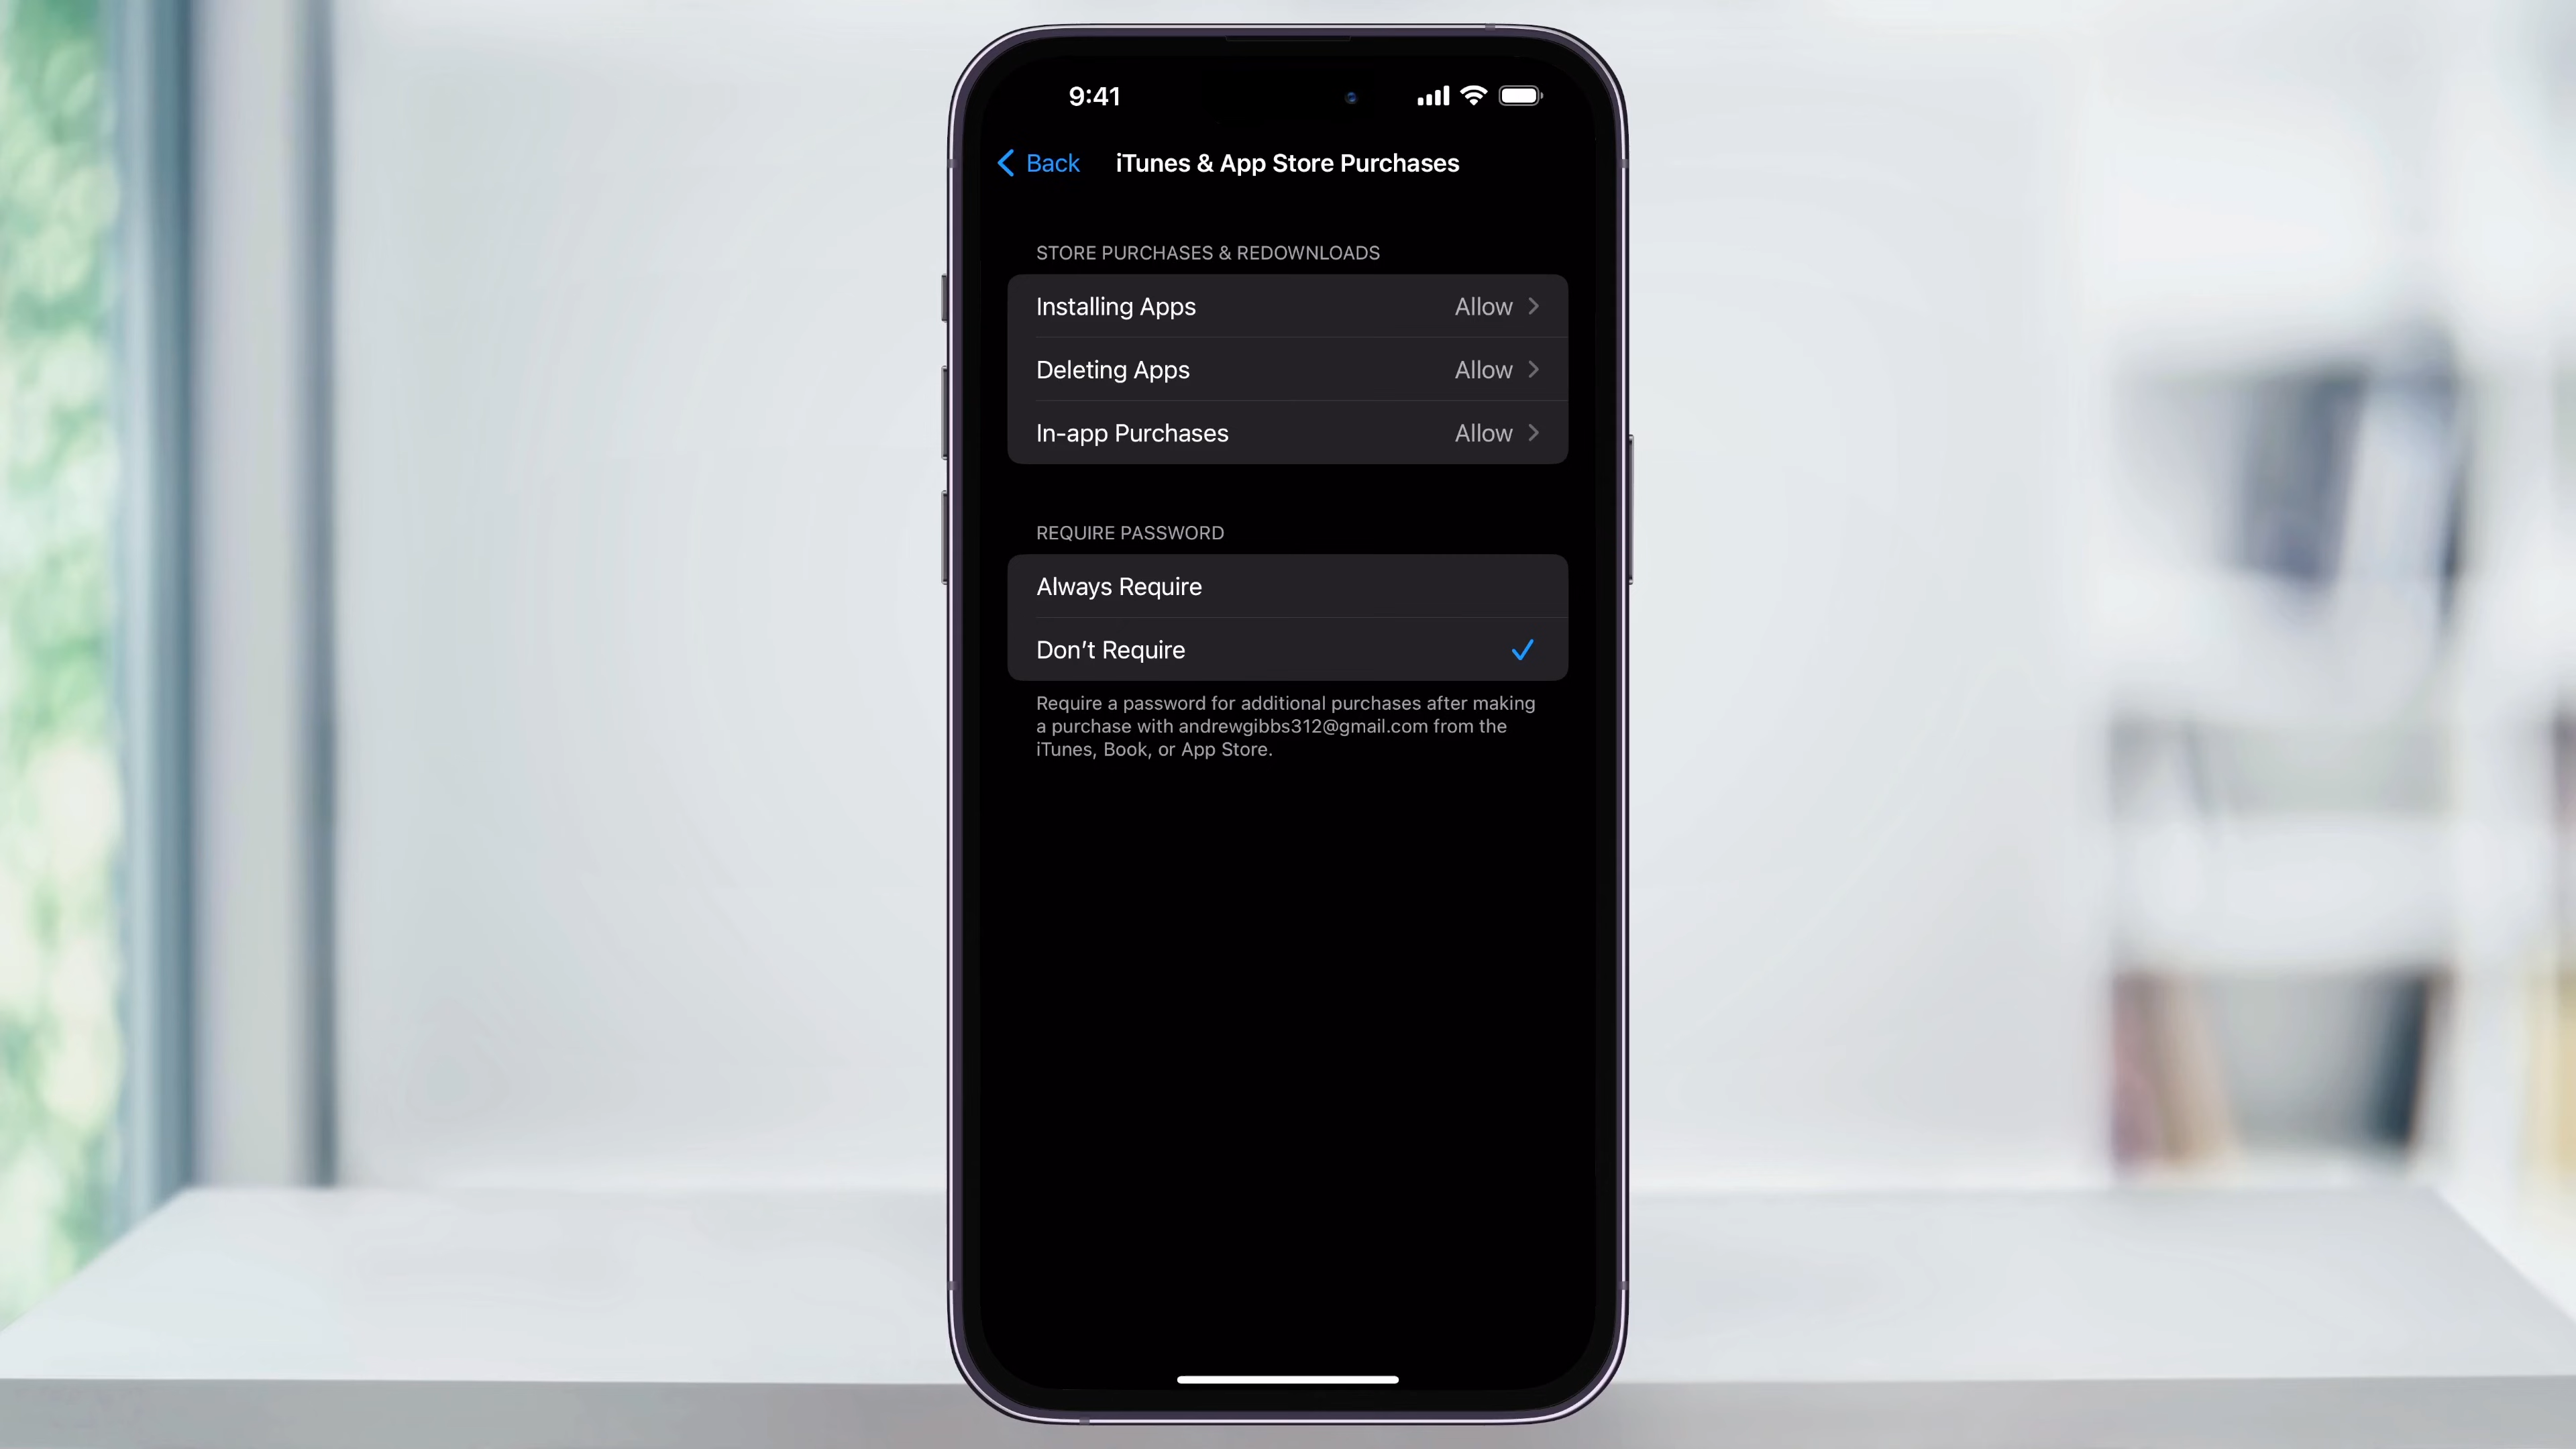 9:41
Back
iTunes & App Store Purchases
STORE PURCHASES & REDOWNLOADS
Installing Apps Allow
Deleting Apps Allow
In-app Purchases Allow
REQUIRE PASSWORD
Always Require
Don’t Require
Require a password for additional purchases after making
a purchase with andrewgibbs312@gmail.com from the
iTunes, Book, or App Store.